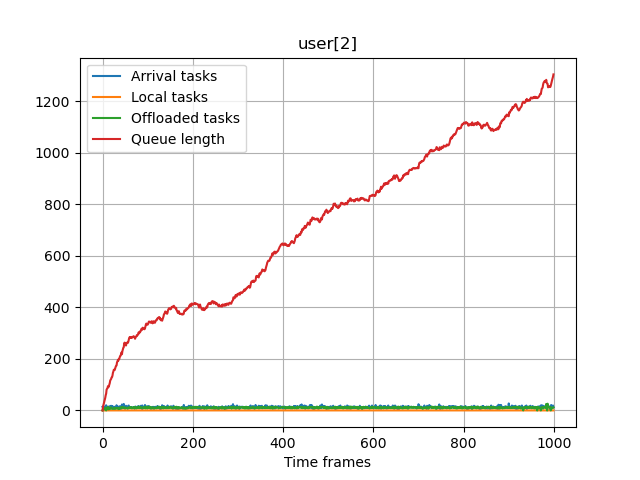 user[2]
Arrival tasks
Local tasks
Offloaded tasks
Queue length
1200
1000
800
600
400
200
0
0 200 400 600 800 1000
Time frames